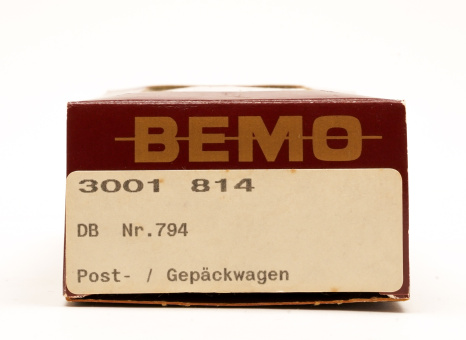 BEMO
3001 814
DB Nr.794
Post- / Gepäckwagen